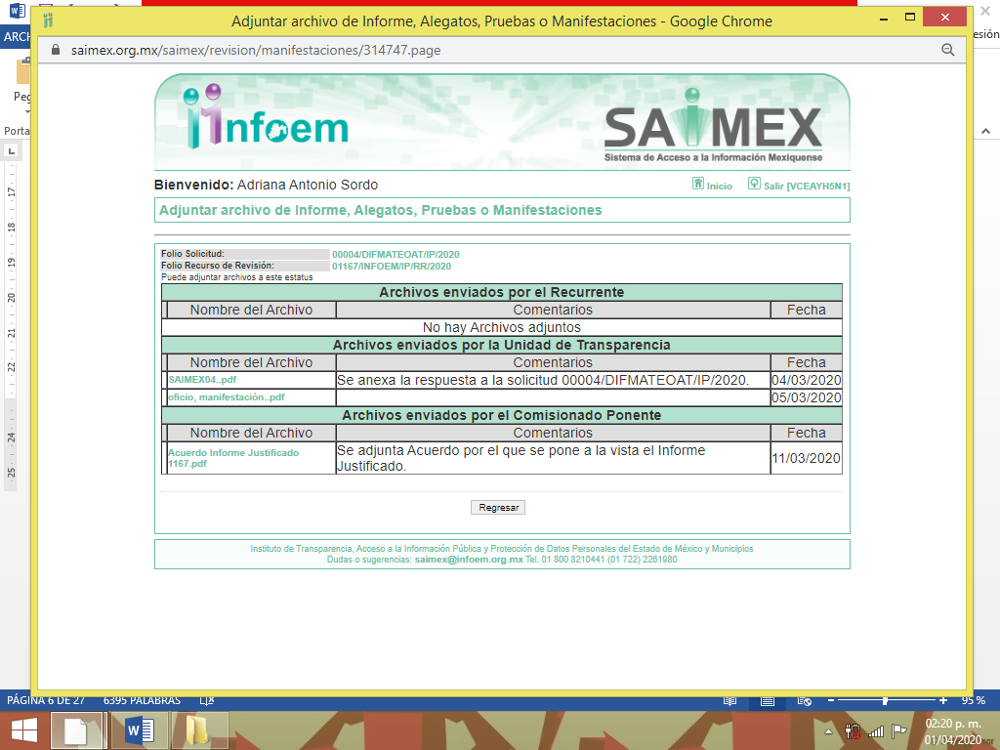 Adjuntar archivo de Informe, Alegatos, Pruebas o Manifestaciones - Google Chrome
ARCH
esión
saimex.org.mx/saimex/revision/manifestaciones/314747.page
Peg
Porta
Infoem
SAIMEX
Sistema de Acceso a la Información Mexiquense
Bienvenido: Adriana Antonio Sordo
Inicio
Salir [VCEAYH5N1]
Adjuntar archivo de Informe, Alegatos, Pruebas o Manifestaciones
Folio Solicitud: 00004/DIFMATEOAT/IP/2020
Folio Recurso de Revisión: 01167/INFOEM/IP/RR/2020
Puede adjuntar archivos a este estatus
Archivos enviados por el Recurrente
Nombre del Archivo Comentarios Fecha
No hay Archivos adjuntos
Archivos enviados por la Unidad de Transparencia
Nombre del Archivo Comentarios Fecha
SAIMEX04..pdf Se anexa la respuesta a la solicitud 00004/DIFMATEOAT/IP/2020. 04/03/2020
oficio, manifestación..pdf 05/03/2020
Archivos enviados por el Comisionado Ponente
Nombre del Archivo Comentarios Fecha
Acuerdo Informe Justificado
1167.pdf
Se adjunta Acuerdo por el que se pone a la vista el Informe
Justificado.
11/03/2020
Regresar
Instituto de Transparencia, Acceso a la Información Pública y Protección de Datos Personales del Estado de México y Municipios
Dudas o sugerencias: saimex@infoem.org.mx Tel. 01 800 8210441 (01 722) 2261980
17
18
19
20
21
22
24
25
PÁGINA 6 DE 27 6395 PALABRAS
95 %
02:20 p. m.
01/04/2020